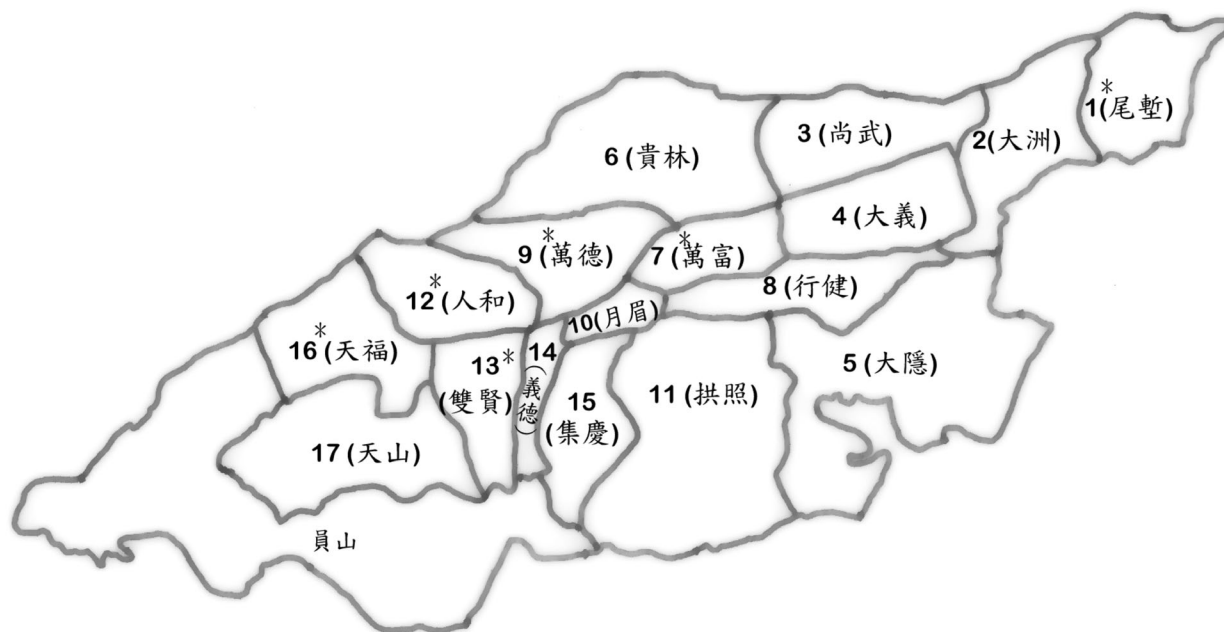 1*(尾塹)
2(大洲)
3 (尚武)
4 (大義)
5 (大隱)
6 (貴林)
7*(萬富)
8 (行健)
9*(萬德)
10(月眉)
11 (拱照)
12*(人和)
13*
(雙賢)
14
(義德)
15
(集慶)
16*(天福)
17 (天山)
員山